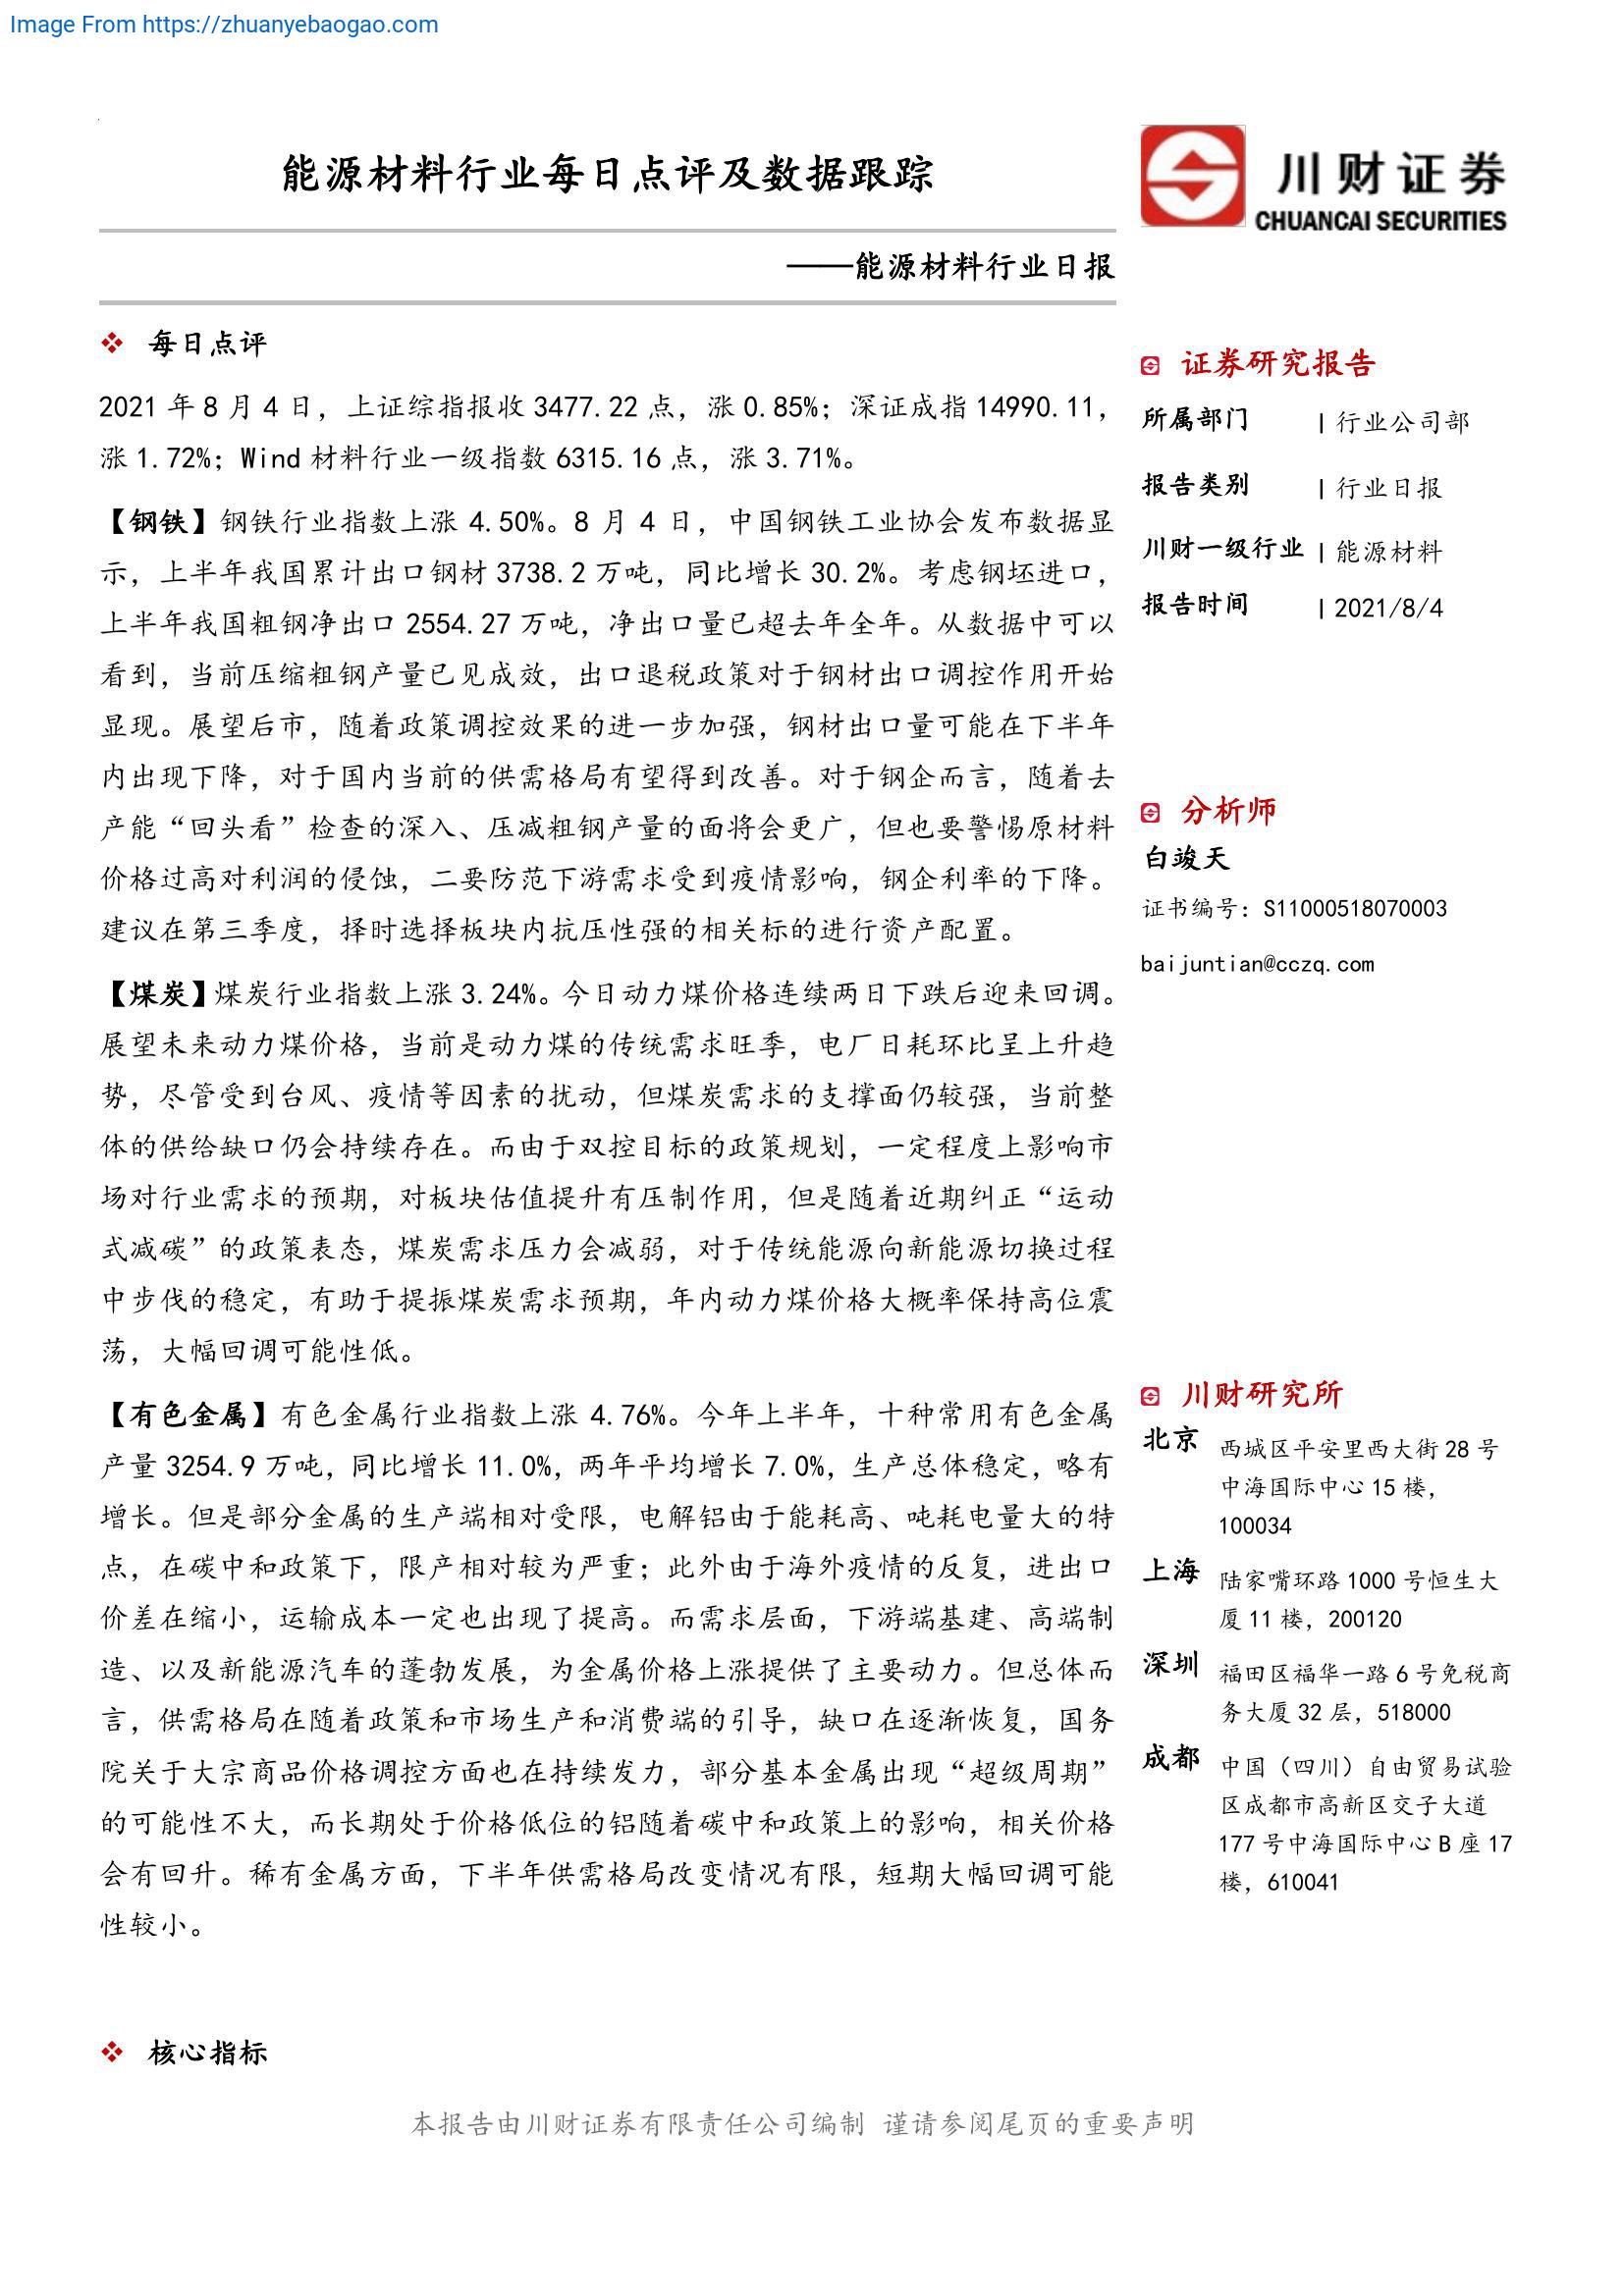 Image From https://zhuanyebaogao.com
能源材料行业每日点评及数据跟踪
——能源材料行业日报
川财证券
CHUANCAI SECURITIES
每日点评
2021 年 8 月 4 日，上证综指报收 3477.22 点，涨 0.85%；深证成指 14990.11，
涨 1.72%；Wind 材料行业一级指数 6315.16 点，涨 3.71%。
【钢铁】钢铁行业指数上涨 4.50%。8 月 4 日，中国钢铁工业协会发布数据显
示，上半年我国累计出口钢材 3738.2 万吨，同比增长 30.2%。考虑钢坯进口，
上半年我国粗钢净出口 2554.27 万吨，净出口量已超去年全年。从数据中可以
看到，当前压缩粗钢产量已见成效，出口退税政策对于钢材出口调控作用开始
显现。展望后市，随着政策调控效果的进一步加强，钢材出口量可能在下半年
内出现下降，对于国内当前的供需格局有望得到改善。对于钢企而言，随着去
产能“回头看”检查的深入、压减粗钢产量的面将会更广，但也要警惕原材料
价格过高对利润的侵蚀，二要防范下游需求受到疫情影响，钢企利率的下降。
建议在第三季度，择时选择板块内抗压性强的相关标的进行资产配置。
【煤炭】煤炭行业指数上涨 3.24%。今日动力煤价格连续两日下跌后迎来回调。
展望未来动力煤价格，当前是动力煤的传统需求旺季，电厂日耗环比呈上升趋
势，尽管受到台风、疫情等因素的扰动，但煤炭需求的支撑面仍较强，当前整
体的供给缺口仍会持续存在。而由于双控目标的政策规划，一定程度上影响市
场对行业需求的预期，对板块估值提升有压制作用，但是随着近期纠正“运动
式减碳”的政策表态，煤炭需求压力会减弱，对于传统能源向新能源切换过程
中步伐的稳定，有助于提振煤炭需求预期，年内动力煤价格大概率保持高位震
荡，大幅回调可能性低。
【有色金属】有色金属行业指数上涨 4.76%。今年上半年，十种常用有色金属
产量 3254.9 万吨，同比增长 11.0%，两年平均增长 7.0%，生产总体稳定，略有
增长。但是部分金属的生产端相对受限，电解铝由于能耗高、吨耗电量大的特
点，在碳中和政策下，限产相对较为严重；此外由于海外疫情的反复，进出口
价差在缩小，运输成本一定也出现了提高。而需求层面，下游端基建、高端制
造、以及新能源汽车的蓬勃发展，为金属价格上涨提供了主要动力。但总体而
言，供需格局在随着政策和市场生产和消费端的引导，缺口在逐渐恢复，国务
院关于大宗商品价格调控方面也在持续发力，部分基本金属出现“超级周期”
的可能性不大，而长期处于价格低位的铝随着碳中和政策上的影响，相关价格
会有回升。稀有金属方面，下半年供需格局改变情况有限，短期大幅回调可能
性较小。
核心指标
证券研究报告
所属部门 | 行业公司部
报告类别 | 行业日报
川财一级行业 | 能源材料
报告时间 | 2021/8/4
分析师
白竣天
证书编号：S11000518070003
baijuntian@cczq.com
川财研究所
北京 西城区平安里西大街 28 号
中海国际中心 15 楼，
100034
上海 陆家嘴环路 1000 号恒生大
厦 11 楼，200120
深圳 福田区福华一路 6 号免税商
务大厦 32 层，518000
成都 中国（四川）自由贸易试验
区成都市高新区交子大道
177 号中海国际中心 B 座 17
楼，610041
本报告由川财证券有限责任公司编制 谨请参阅尾页的重要声明